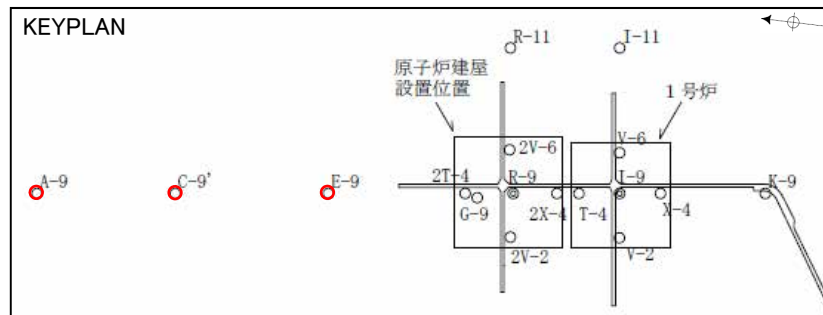 KEYPLAN
R-11
I-11
原子炉建屋
設置位置
1号炉
2V-6
V-6
A-9
C-9'
E-9
2T-4
R-9
I-9
K-9
G-9
2X-4
T-4
X-4
2V-2
V-2